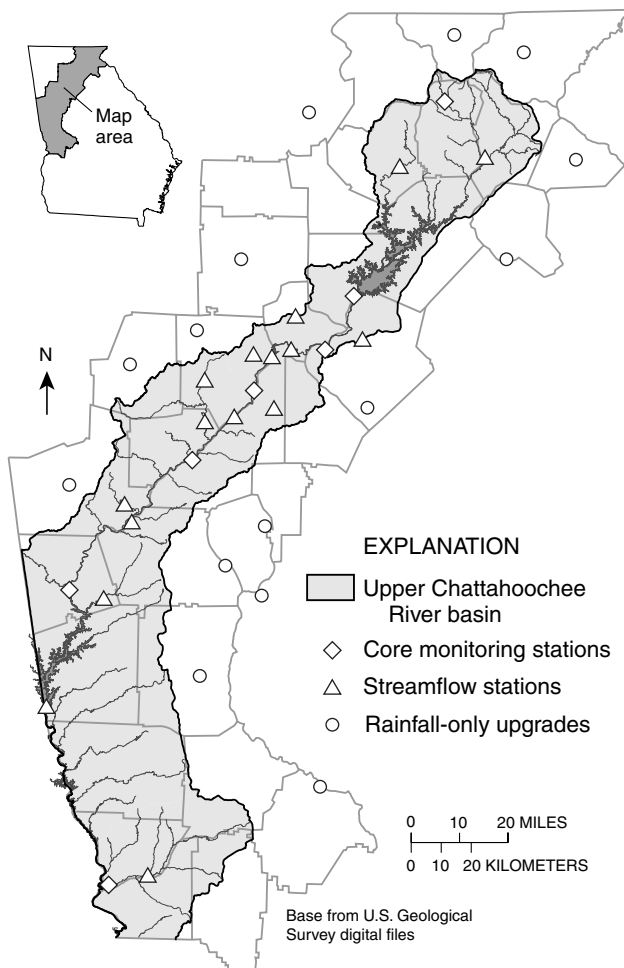 Map
area
N
EXPLANATION
Upper Chattahoochee
River basin
Core monitoring stations
Streamflow stations
Rainfall-only upgrades
0 10 20 MILES
0 10 20 KILOMETERS
Base from U.S. Geological
Survey digital files